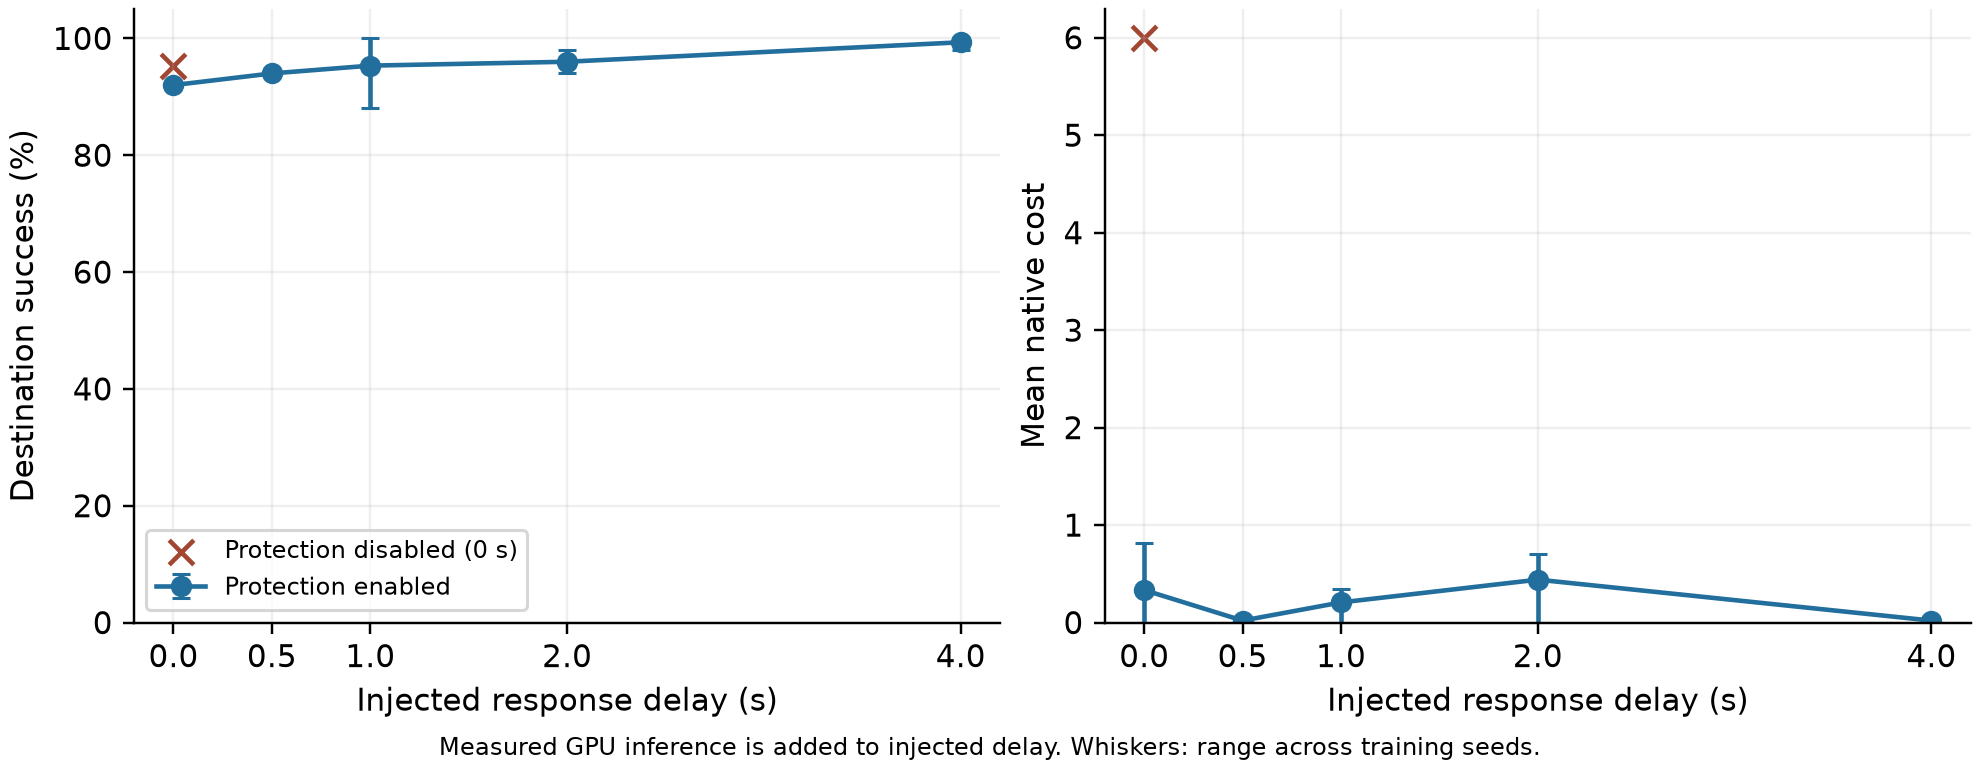 Destination success (%)
100
80
60
40
20
0
Protection disabled (0 s)
Protection enabled
0.0 0.5 1.0 2.0 4.0
Injected response delay (s)
Mean native cost
6
5
4
3
2
1
0
0.0 0.5 1.0 2.0 4.0
Injected response delay (s)
Measured GPU inference is added to injected delay. Whiskers: range across training seeds.